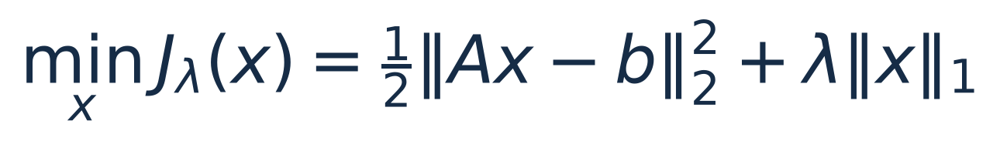 min_x J_λ(x) = ½‖Ax − b‖₂² + λ‖x‖₁